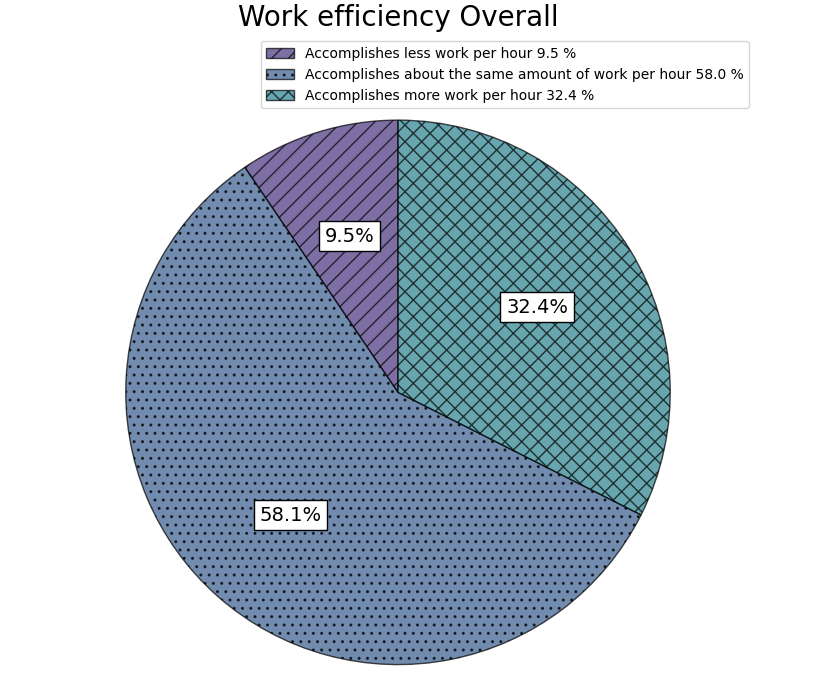 Work efficiency Overall
Accomplishes less work per hour 9.5 %
Accomplishes about the same amount of work per hour 58.0 %
Accomplishes more work per hour 32.4 %
9.5%
32.4%
58.1%